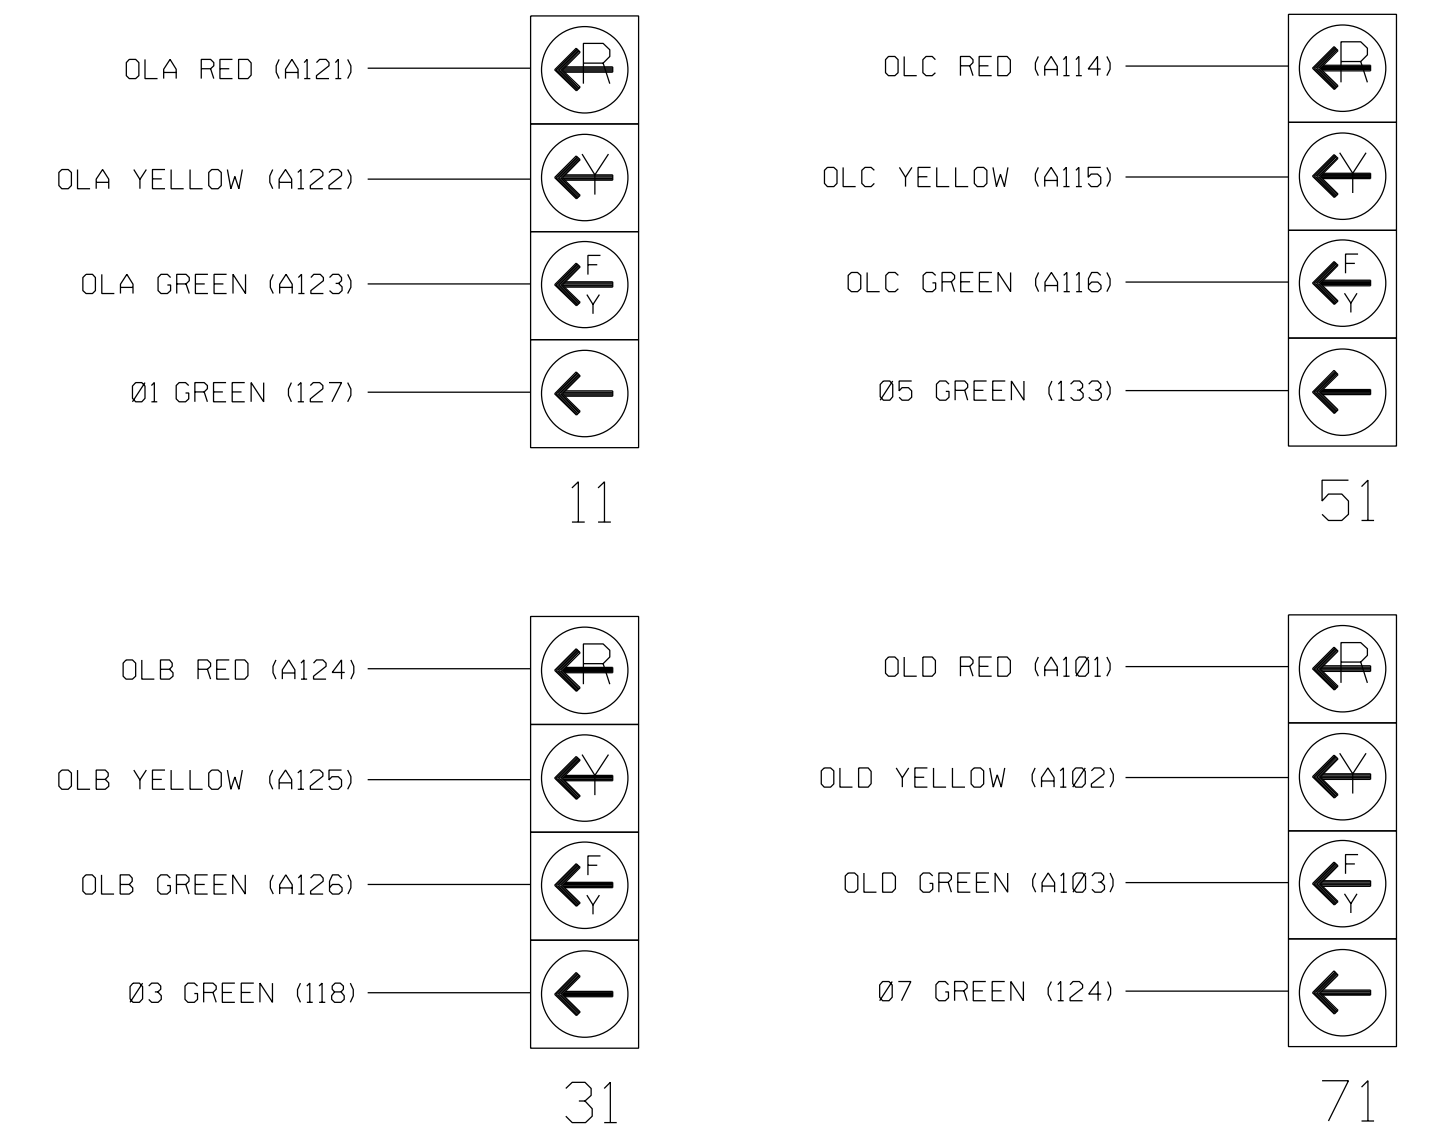 OLA RED (A121)
R
OLA YELLOW (A122)
Y
OLA GREEN (A123)
F
Y
Ø1 GREEN (127)
11
OLC RED (A114)
R
OLC YELLOW (A115)
Y
OLC GREEN (A116)
F
Y
Ø5 GREEN (133)
51
OLB RED (A124)
R
OLB YELLOW (A125)
Y
OLB GREEN (A126)
F
Y
Ø3 GREEN (118)
31
OLD RED (A1Ø1)
R
OLD YELLOW (A1Ø2)
Y
OLD GREEN (A1Ø3)
F
Y
Ø7 GREEN (124)
71